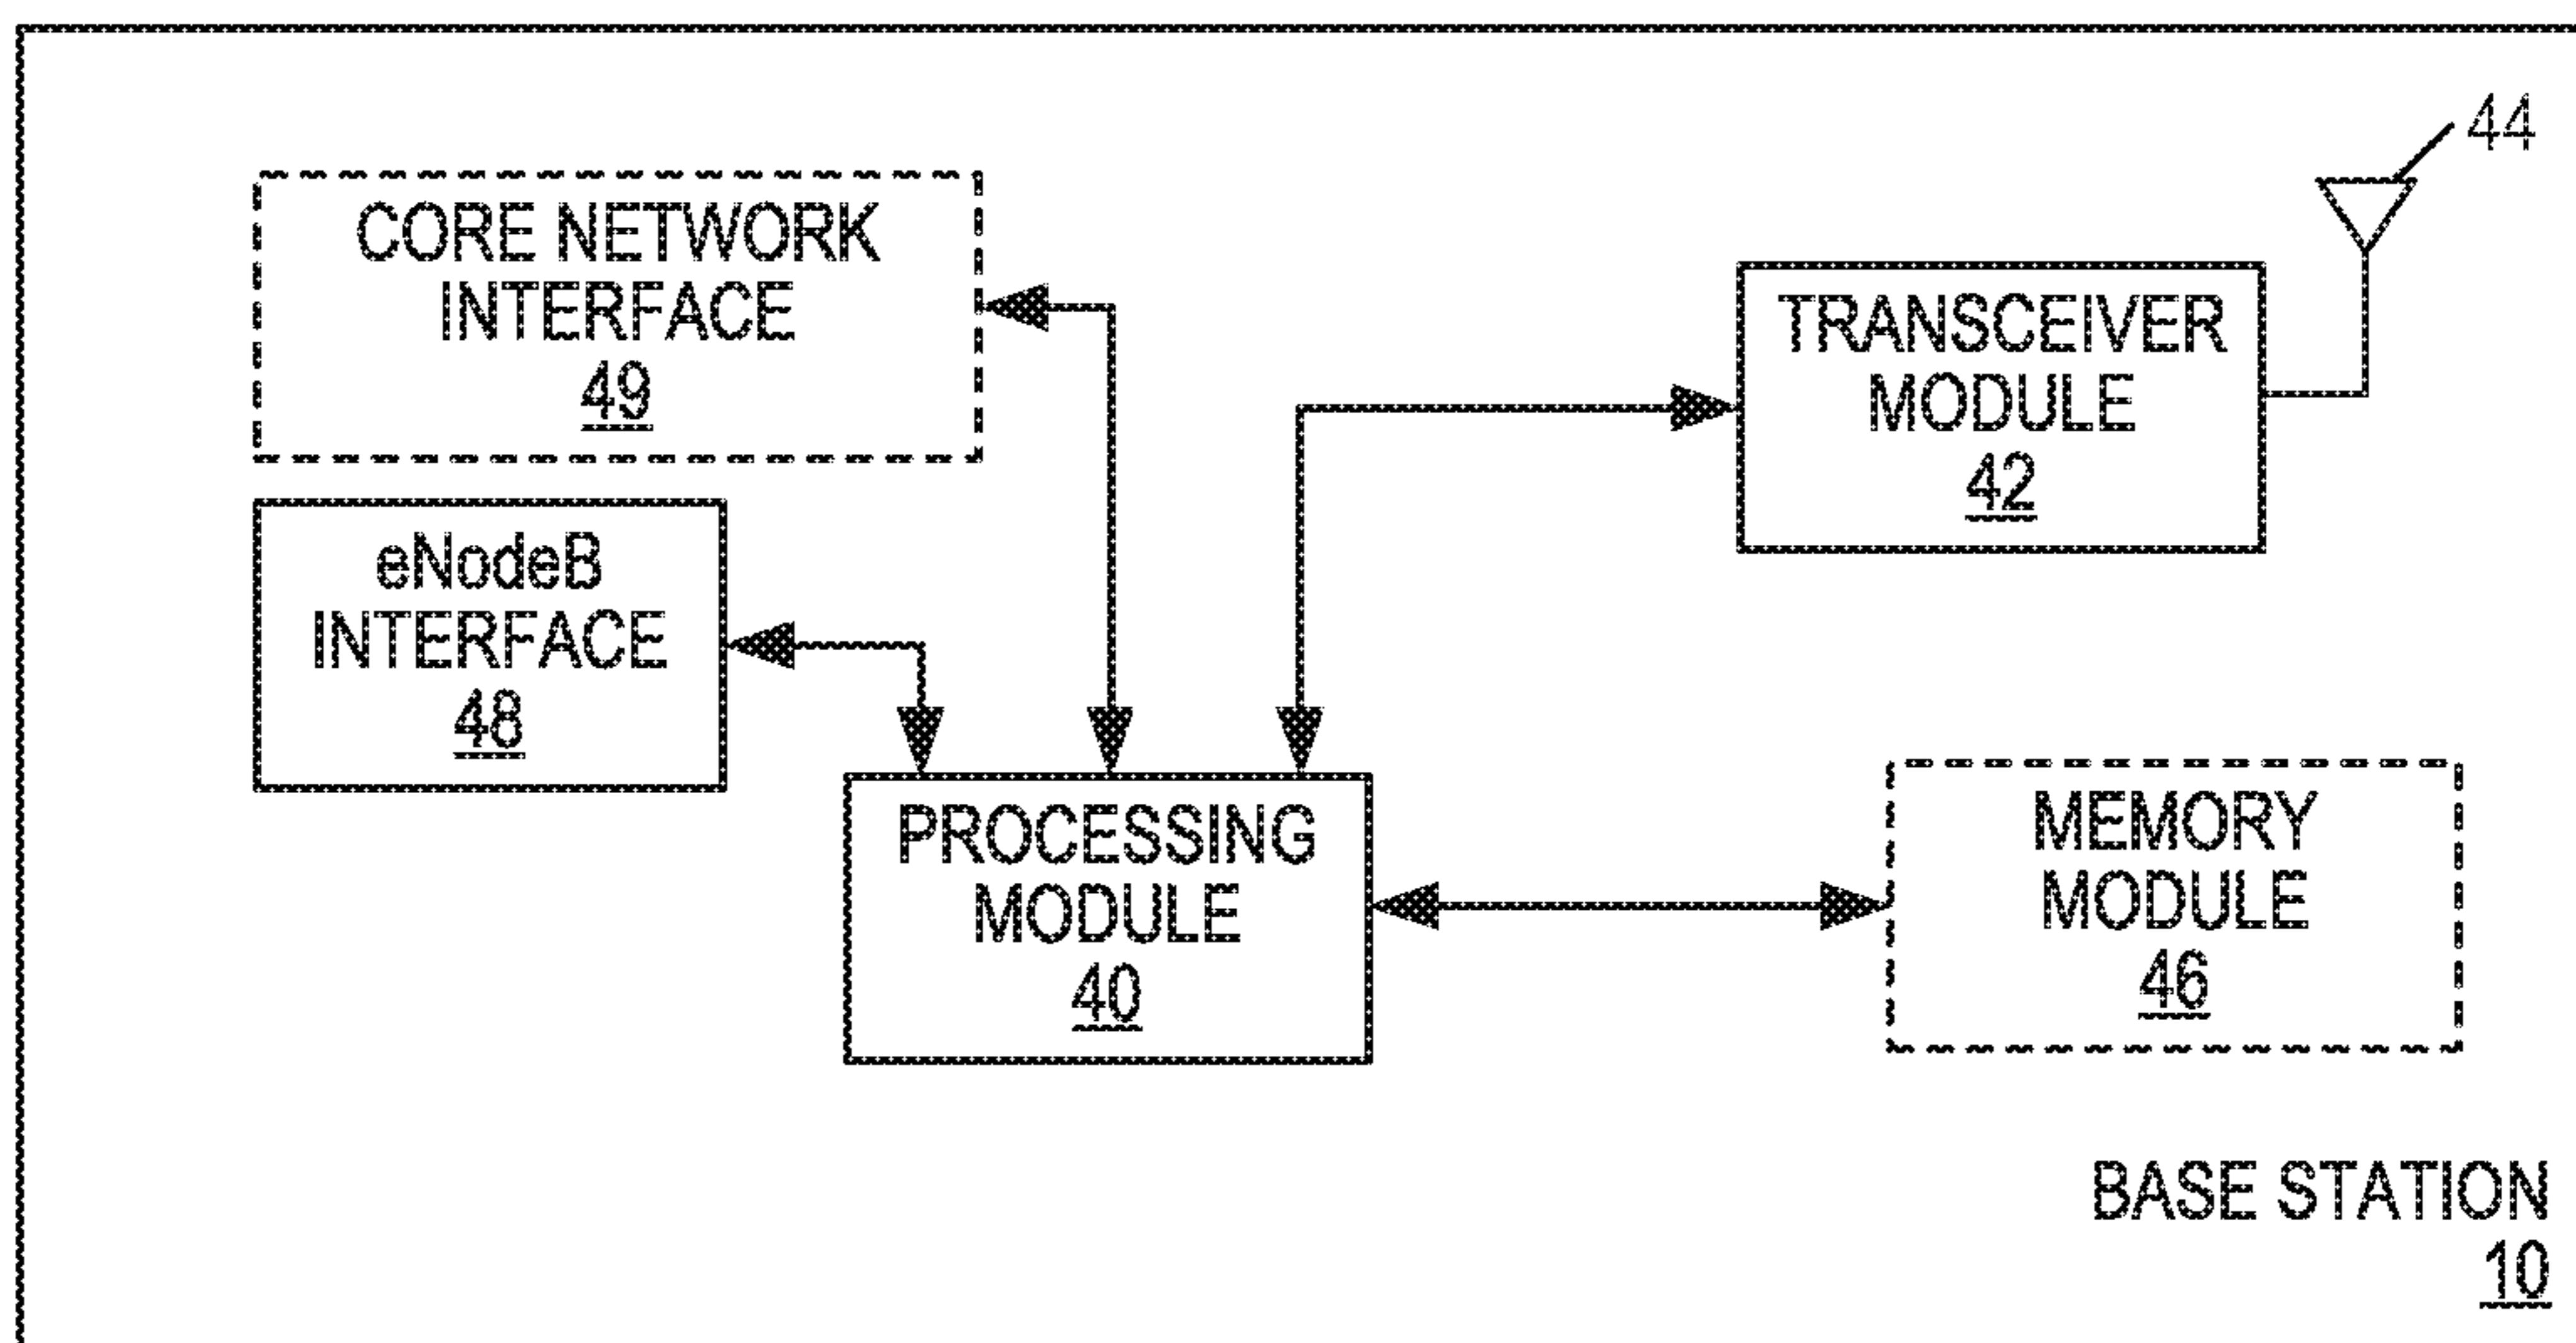 44
CORE NETWORK
INTERFACE
49
TRANSCEIVER
MODULE
42
eNodeB
INTERFACE
48
PROCESSING
MODULE
40
MEMORY
MODULE
46
BASE STATION
10